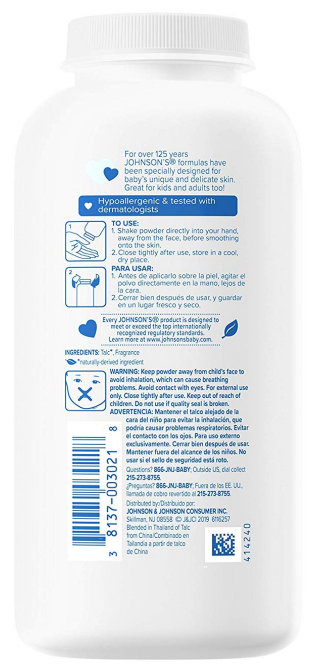 For over 125 years
JOHNSON'S® formulas have
been specially designed for
baby's unique and delicate skin.
Great for kids and adults too!
Hypoallergenic & tested with
dermatologists
TO USE:
1. Shake powder directly into your hand,
away from the face, before smoothing
onto the skin.
2. Close tightly after use, store in a cool,
dry place.
PARA USAR:
1. Antes de aplicarlo sobre la piel, agitar el
polvo directamente en la mano, lejos de
la cara.
2. Cerrar bien después de usar, y guardar
en un lugar fresco y seco.
1
2
Every JOHNSON'S® product is designed to
meet or exceed the top internationally
recognized regulatory standards.
Learn more at www.johnsonsbaby.com.
INGREDIENTS: Talc*, Fragrance
*naturally-derived ingredient
WARNING: Keep powder away from child's face to
avoid inhalation, which can cause breathing
problems. Avoid contact with eyes. For external use
only. Close tightly after use. Keep out of reach of
children. Do not use if quality seal is broken.
ADVERTENCIA: Mantener el talco alejado de la
cara del niño para evitar la inhalación, que
podría causar problemas respiratorios. Evitar
el contacto con los ojos. Para uso externo
exclusivamente. Cerrar bien después de usar.
Mantener fuera del alcance de los niños. No
usar si el sello de seguridad está roto.
Questions? 866-JNJ-BABY; Outside US, dial collect
215-273-8755.
¿Preguntas? 866-JNJ-BABY; Fuera de los EE. UU.,
llamada de cobro revertido al 215-273-8755.
Distributed by/Distribuido por:
JOHNSON & JOHNSON CONSUMER INC.
Skillman, NJ 08558 © J&JCI 2019 6116257
Blended in Thailand of Talc
from China/Combinado en
Tailandia a partir de talco
de China
3 8137-003021 8
414240